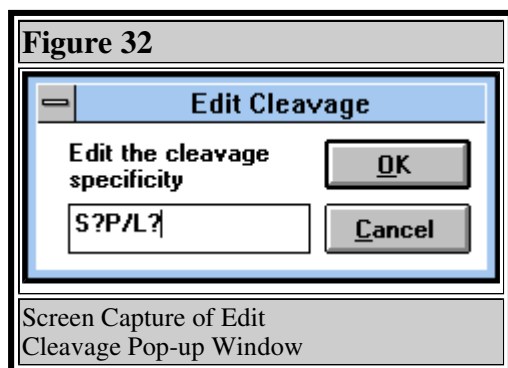 Figure 32
Edit Cleavage
Edit the cleavage
specificity
OK
S?P/L?
Cancel
Screen Capture of Edit
Cleavage Pop-up Window